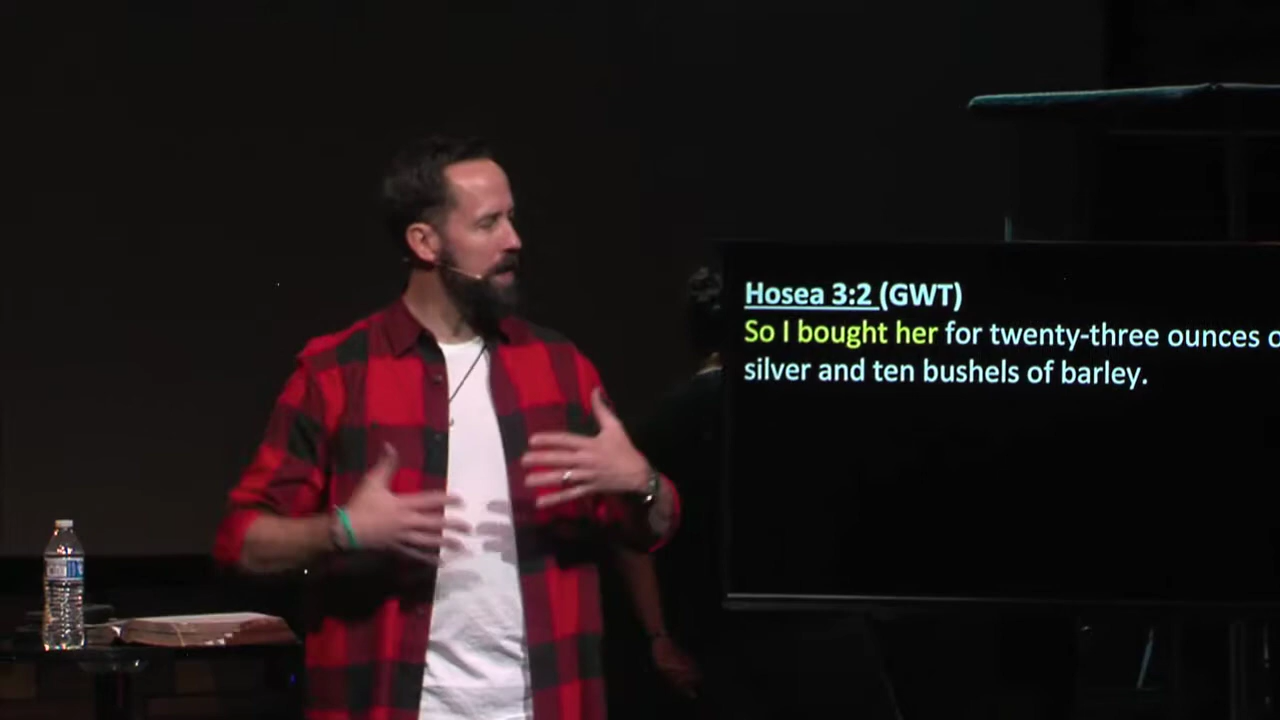 Hosea 3:2 (GWT)
So I bought her for twenty-three ounces
silver and ten bushels of barley.